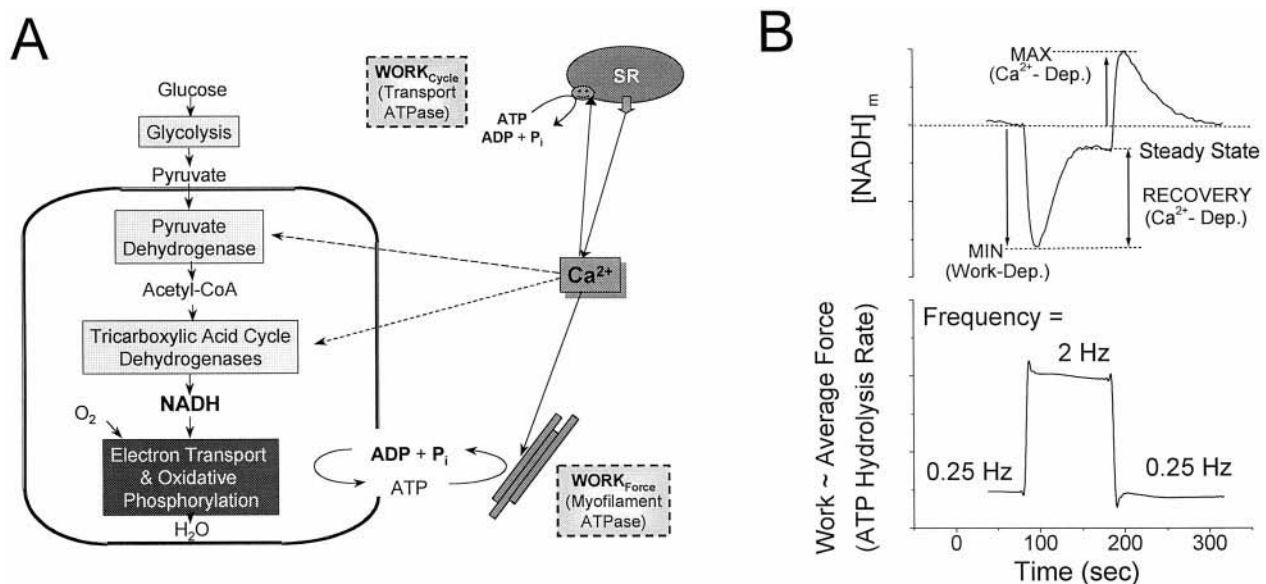 A
WORKCycle
(Transport
ATPase)
SR
ATP
ADP + Pi
Glucose
Glycolysis
Pyruvate
Pyruvate
Dehydrogenase
Acetyl-CoA
Tricarboxylic Acid Cycle
Dehydrogenases
NADH
O2
Electron Transport
& Oxidative
Phosphorylation
H2O
Ca2+
ADP + Pi
ATP
WORKForce
(Myofilament
ATPase)
B
[NADH] m
MAX
(Ca2+- Dep.)
Steady State
RECOVERY
(Ca2+- Dep.)
MIN
(Work-Dep.)
Work ~ Average Force
(ATP Hydrolysis Rate)
Frequency =
2 Hz
0.25 Hz
0.25 Hz
0
100
200
300
Time (sec)